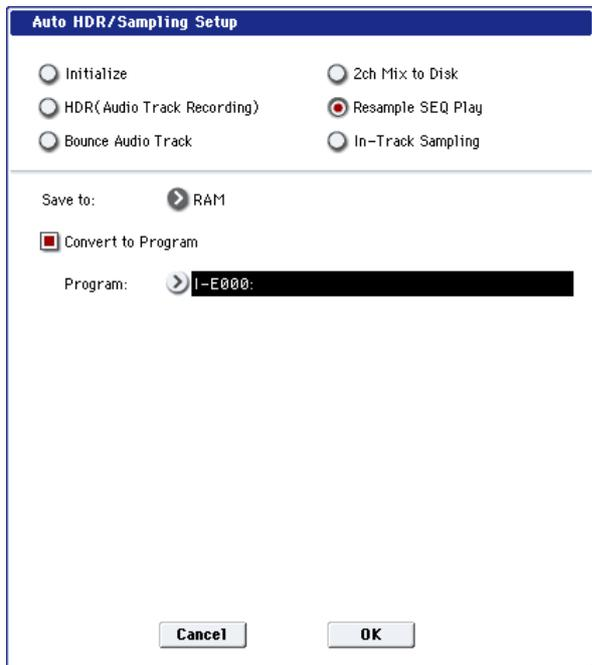 Auto HDR/Sampling Setup
Initialize
2ch Mix to Disk
HDR(Audio Track Recording)
Resample SEQ Play
Bounce Audio Track
In-Track Sampling
Save to: RAM
Convert to Program
Program: I-E000:
Cancel OK